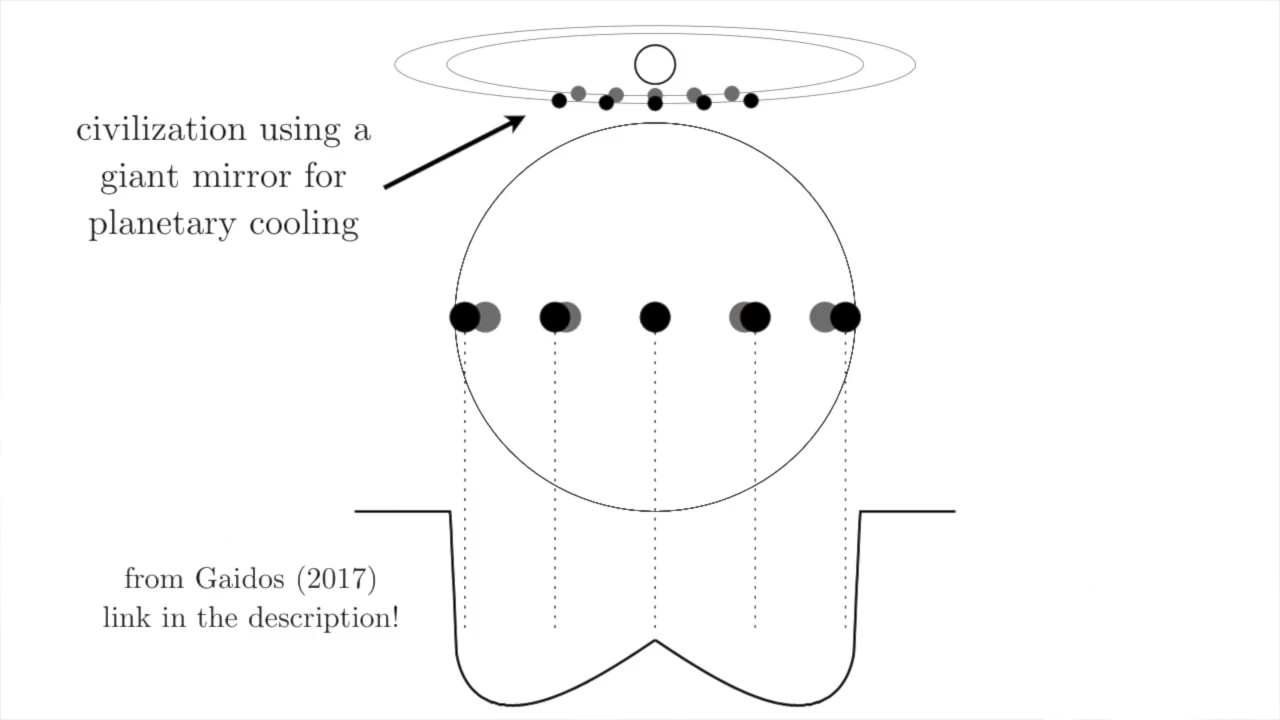 civilization using a
giant mirror for
planetary cooling
from Gaidos (2017)
link in the description!